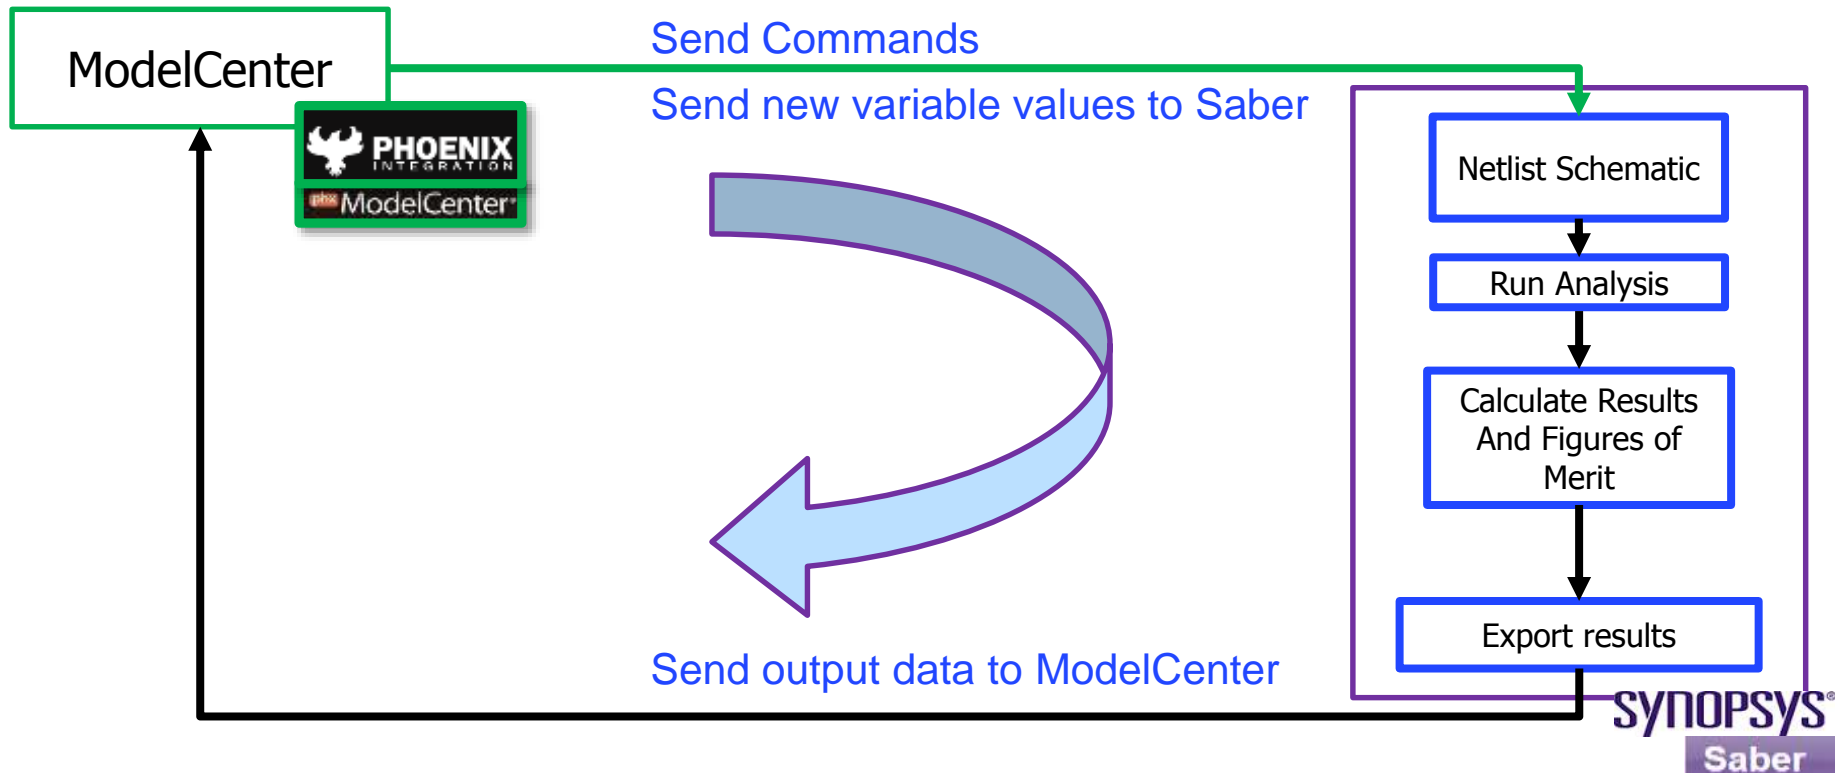 ModelCenter
PHOENIX
INTEGRATION
phx ModelCenter®
Send Commands
Send new variable values to Saber
Netlist Schematic
Run Analysis
Calculate Results
And Figures of
Merit
Export results
Send output data to ModelCenter
SYNOPSYS®
Saber